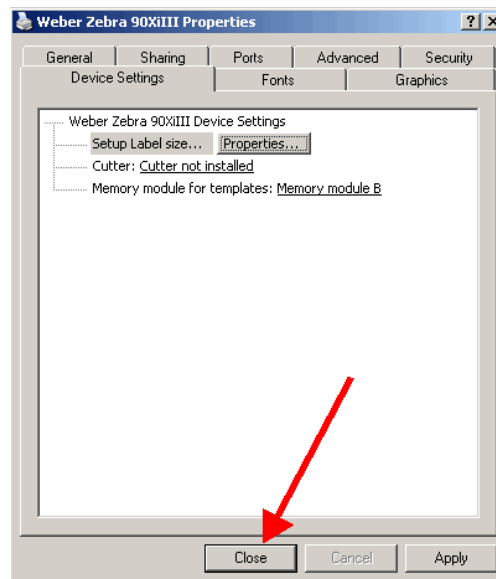 Weber Zebra 90XiIII Properties ? X
General Sharing Ports Advanced Security
Device Settings Fonts Graphics
Weber Zebra 90XiIII Device Settings
Setup Label size... Properties...
Cutter: Cutter not installed
Memory module for templates: Memory module B
Close Cancel Apply